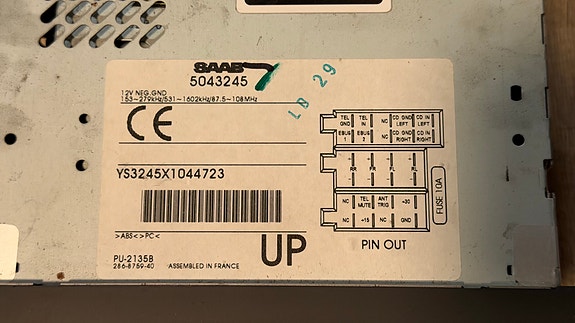 SAAB
5043245
12V NEG.GND
153~279kHz/531~1602kHz/87.5~108MHz
LB 29
CE
YS3245X1044723
>ABS<>PC<
PU-2135B
286-8759-40 ASSEMBLED IN FRANCE
UP
TEL GND TEL IN NC CD GND LEFT CD IN LEFT
EBUS 1 EBUS 2 NC CD GND RIGHT CD IN RIGHT
+ + + +
RR FR FL RL
- - - -
NC TEL MUTE ANT TRIG +30
NC +15 NC GND
FUSE 10A
PIN OUT